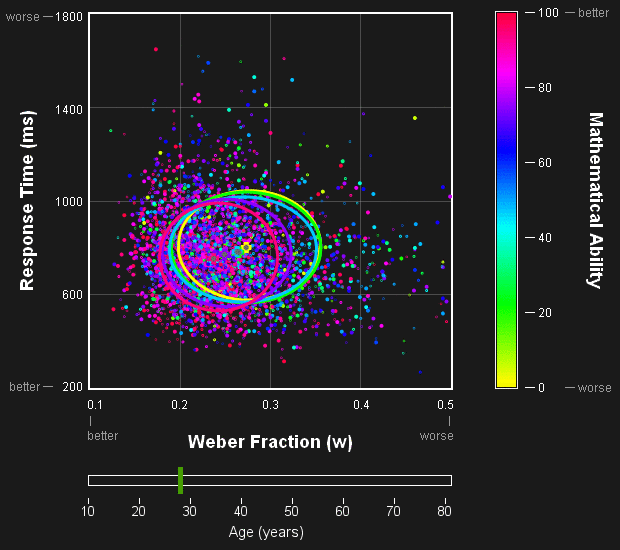 worse
1800
1400
1000
600
better
200
Response Time (ms)
0.1
0.2
0.3
0.4
0.5
better
worse
Weber Fraction (w)
10
20
30
40
50
60
70
80
Age (years)
100
better
80
60
40
20
0
worse
Mathematical Ability